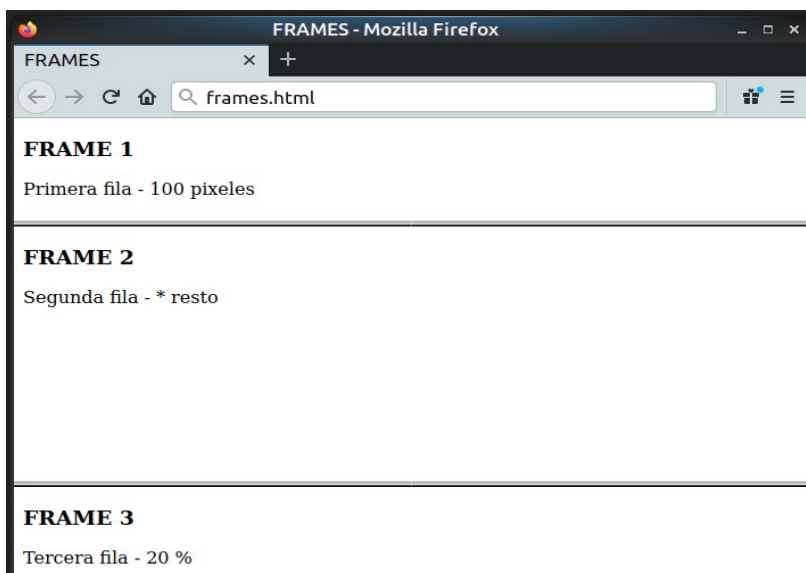 FRAMES - Mozilla Firefox
FRAMES
frames.html
FRAME 1
Primera fila - 100 pixeles
FRAME 2
Segunda fila - * resto
FRAME 3
Tercera fila - 20 %